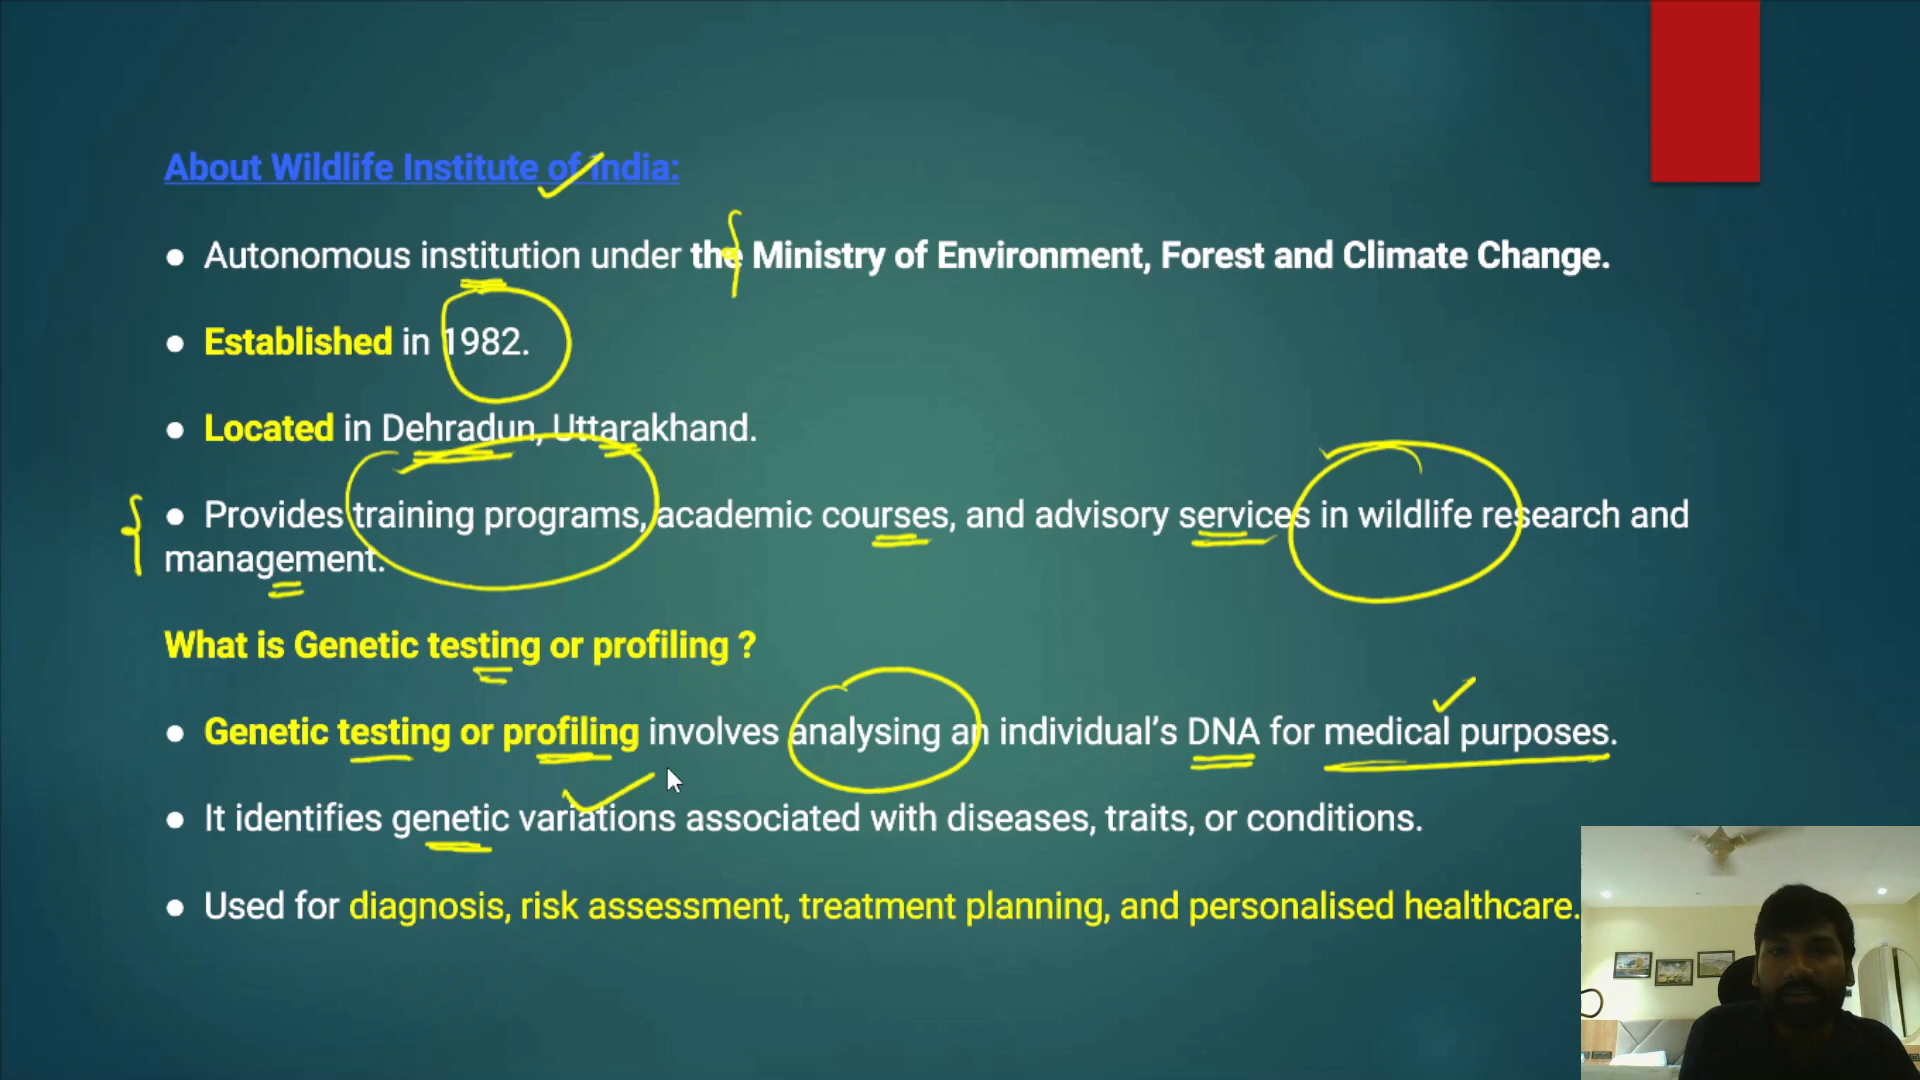 About Wildlife Institute of India:
● Autonomous institution under the Ministry of Environment, Forest and Climate Change.
● Established in 1982.
● Located in Dehradun, Uttarakhand.
● Provides training programs, academic courses, and advisory services in wildlife research and
management.
What is Genetic testing or profiling ?
● Genetic testing or profiling involves analysing an individual’s DNA for medical purposes.
● It identifies genetic variations associated with diseases, traits, or conditions.
● Used for diagnosis, risk assessment, treatment planning, and personalised healthcare.